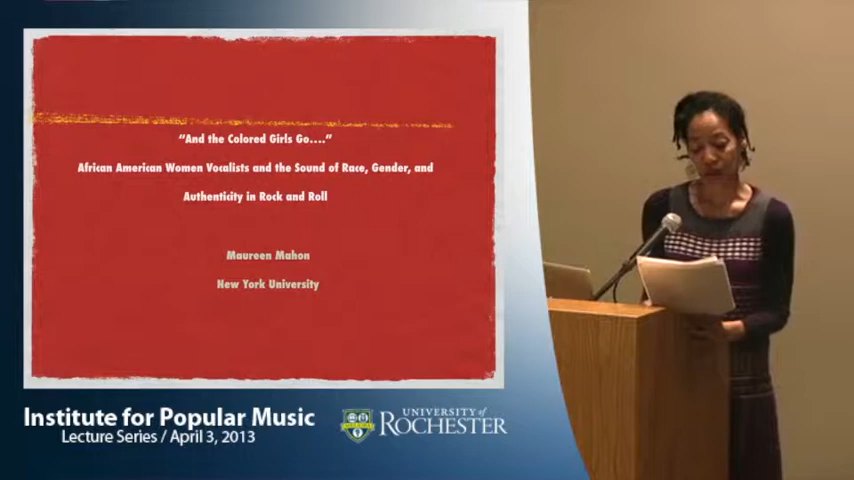 "And the Colored Girls Go...."
African American Women Vocalists and the Sound of Race, Gender, and
Authenticity in Rock and Roll
Maureen Mahon
New York University
Institute for Popular Music
Lecture Series / April 3, 2013
UNIVERSITY of
ROCHESTER